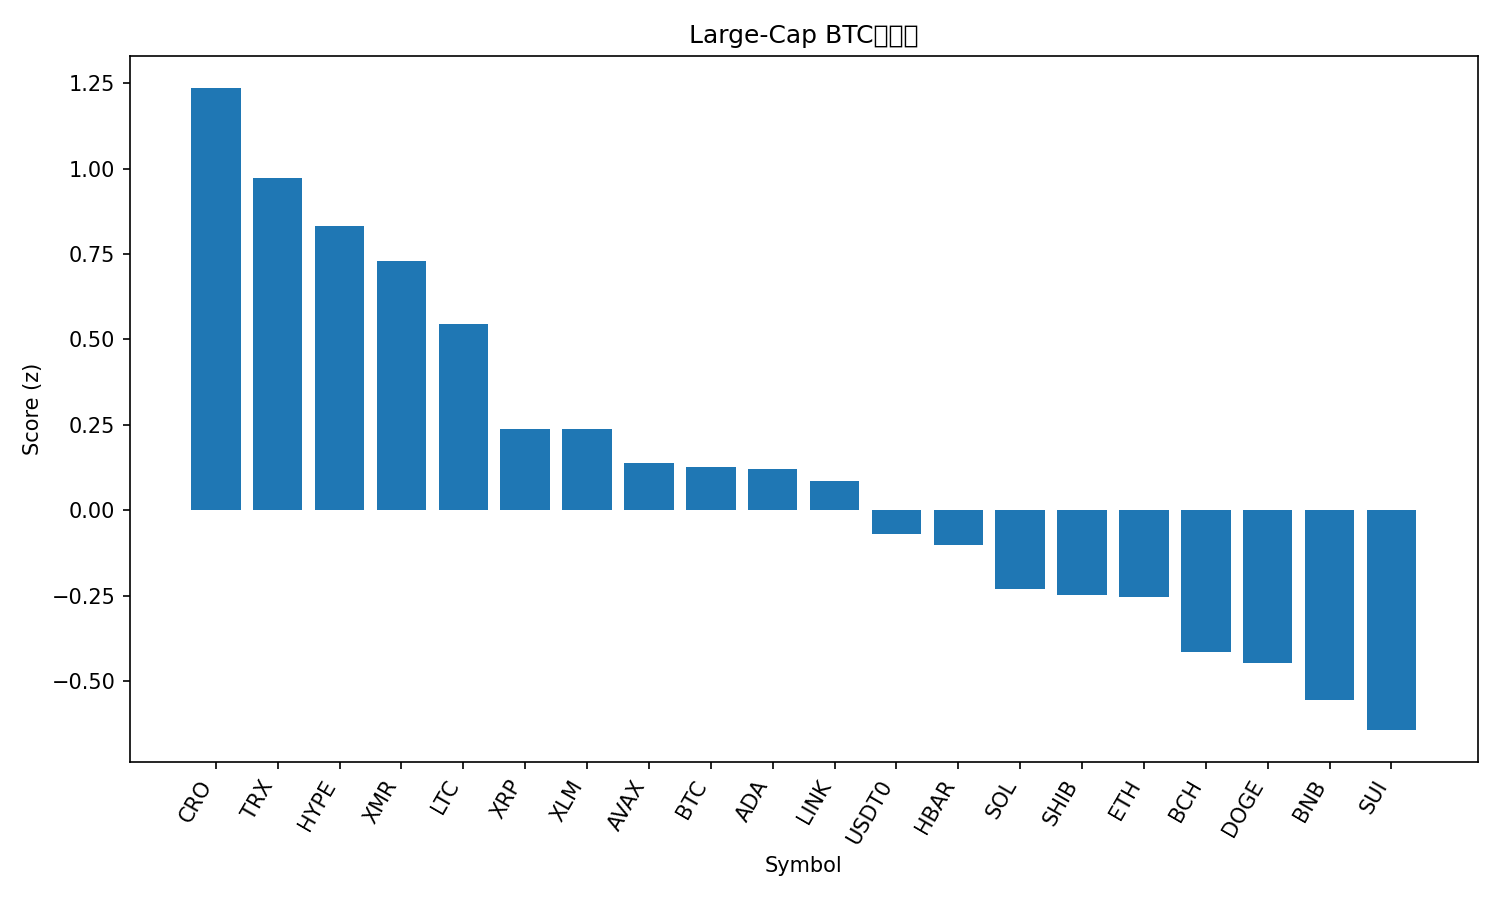 Large-Cap BTC
1.25
1.00
0.75
0.50
0.25
0.00
−0.25
−0.50
Score (z)
CRO
TRX
HYPE
XMR
LTC
XRP
XLM
AVAX
BTC
ADA
LINK
USDT0
HBAR
SOL
SHIB
ETH
BCH
DOGE
BNB
SUI
Symbol